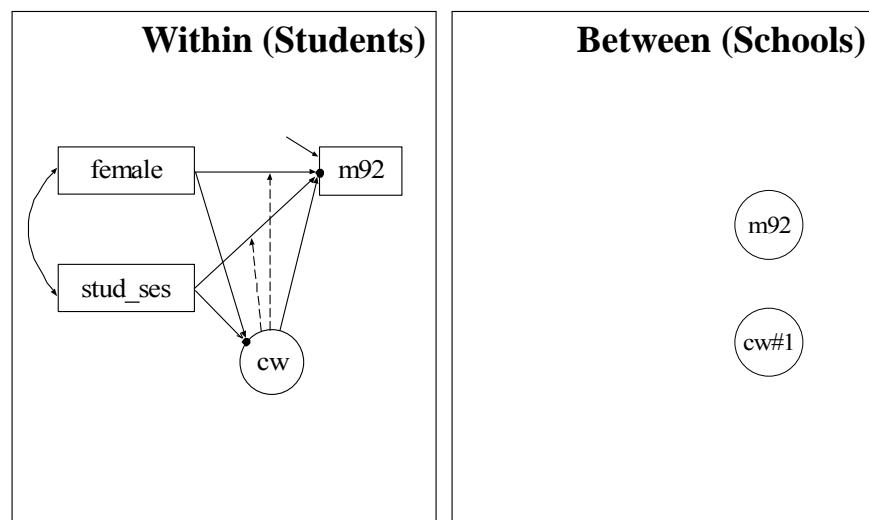 Within (Students)
female
m92
stud_ses
cw
Between (Schools)
m92
cw#1